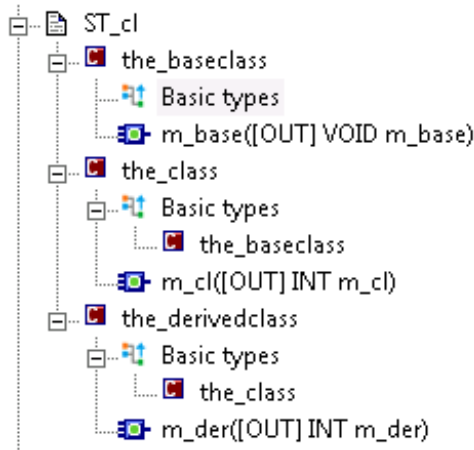 ST_cl
the_baseclass
Basic types
m_base([OUT] VOID m_base)
the_class
Basic types
the_baseclass
m_cl([OUT] INT m_cl)
the_derivedclass
Basic types
the_class
m_der([OUT] INT m_der)